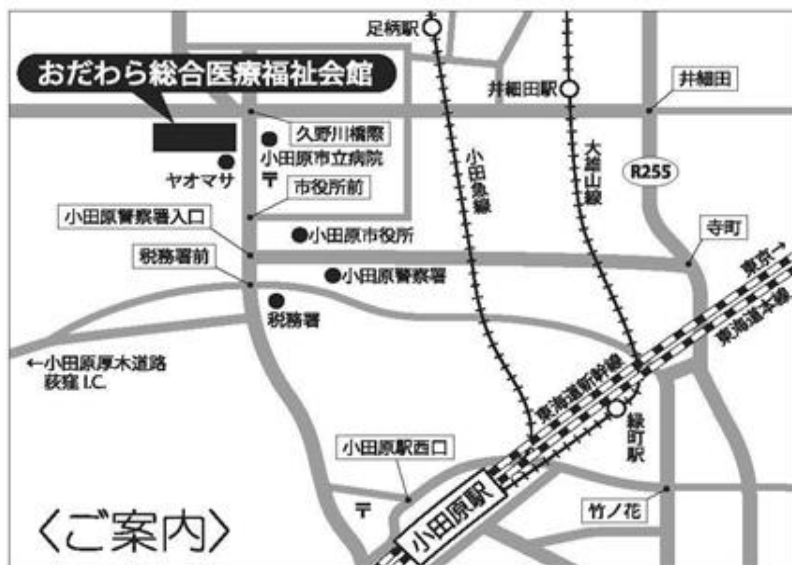 足柄駅
おだわら総合医療福祉会館
井細田駅
井細田
久野川橋際
小田原市立病院
〒
ヤオマサ
市役所前
小田急線
大雄山線
R255
小田原警察署入口
小田原市役所
寺町
税務署前
小田原警察署
東京→
税務署
東海道本線
←小田原厚木道路
荻窪 I.C.
東海道新幹線
緑町駅
小田原駅西口
小田原駅
〒
竹ノ花
〈ご案内〉